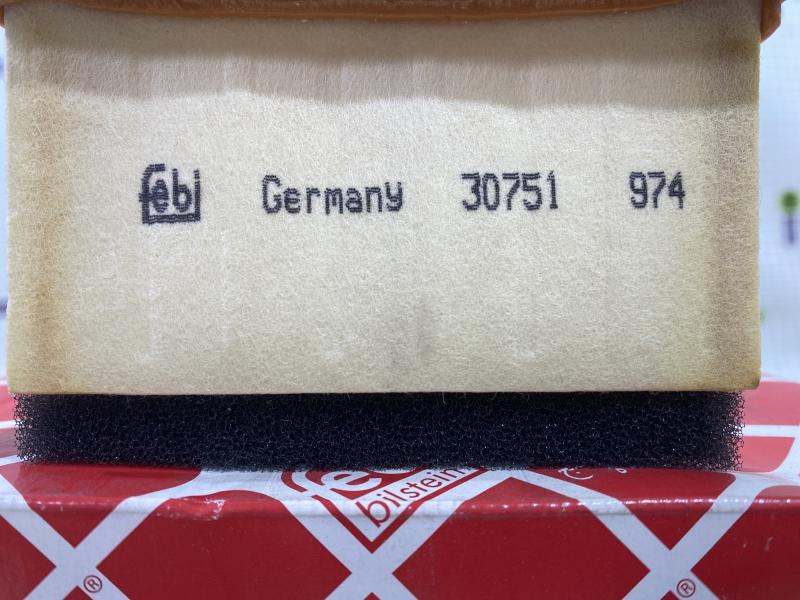 febi Germany 30751 974
bilstein
® ®